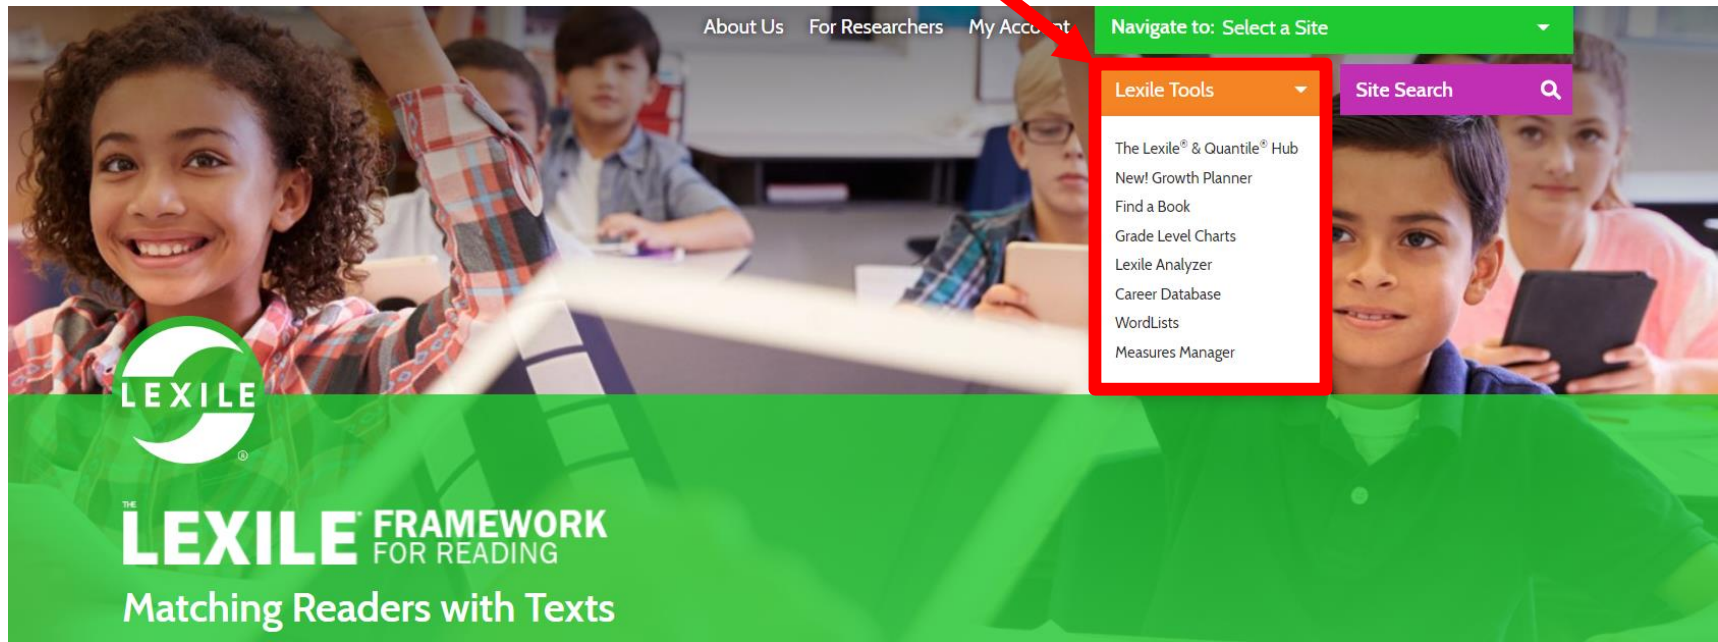 About Us For Researchers My Account Navigate to: Select a Site
Lexile Tools Site Search
The Lexile® & Quantile® Hub
New! Growth Planner
Find a Book
Grade Level Charts
Lexile Analyzer
Career Database
WordLists
Measures Manager
LEXILE
®
THE
LEXILE® FRAMEWORK
FOR READING
Matching Readers with Texts